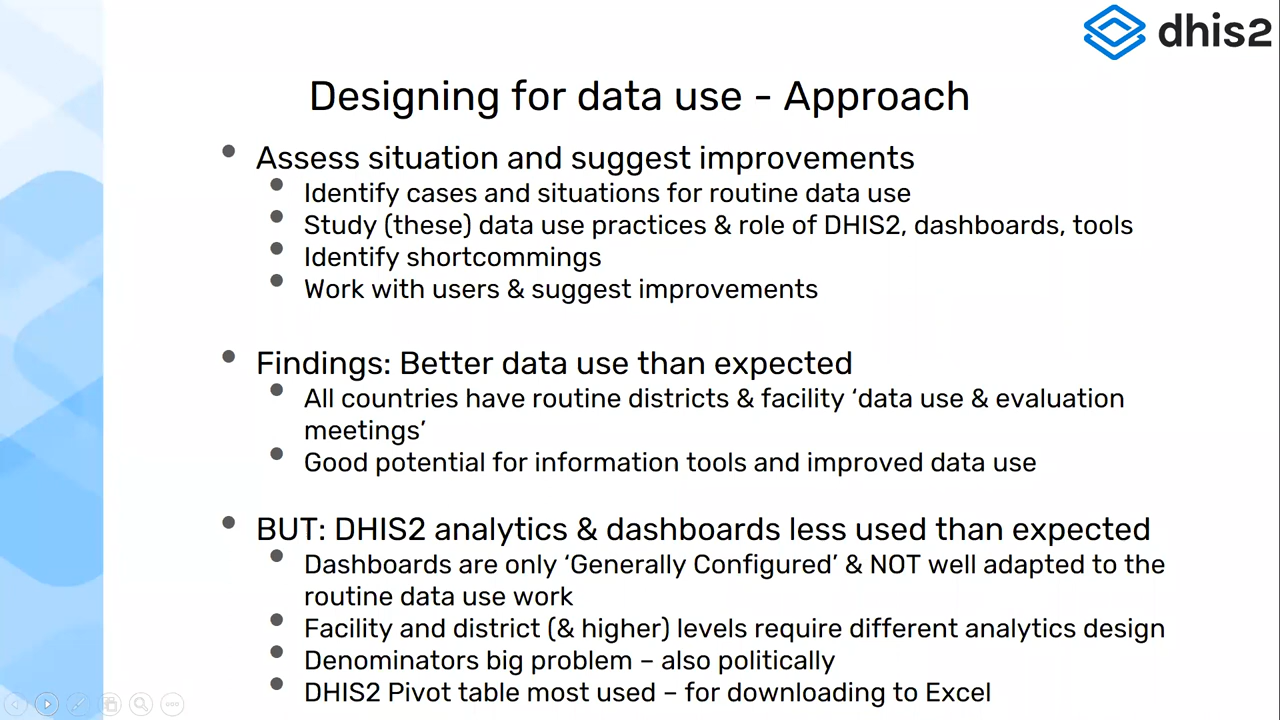 dhis2
Designing for data use - Approach
Assess situation and suggest improvements
Identify cases and situations for routine data use
Study (these) data use practices & role of DHIS2, dashboards, tools
Identify shortcommings
Work with users & suggest improvements
Findings: Better data use than expected
All countries have routine districts & facility ‘data use & evaluation
meetings’
Good potential for information tools and improved data use
BUT: DHIS2 analytics & dashboards less used than expected
Dashboards are only ‘Generally Configured’ & NOT well adapted to the
routine data use work
Facility and district (& higher) levels require different analytics design
Denominators big problem – also politically
DHIS2 Pivot table most used – for downloading to Excel